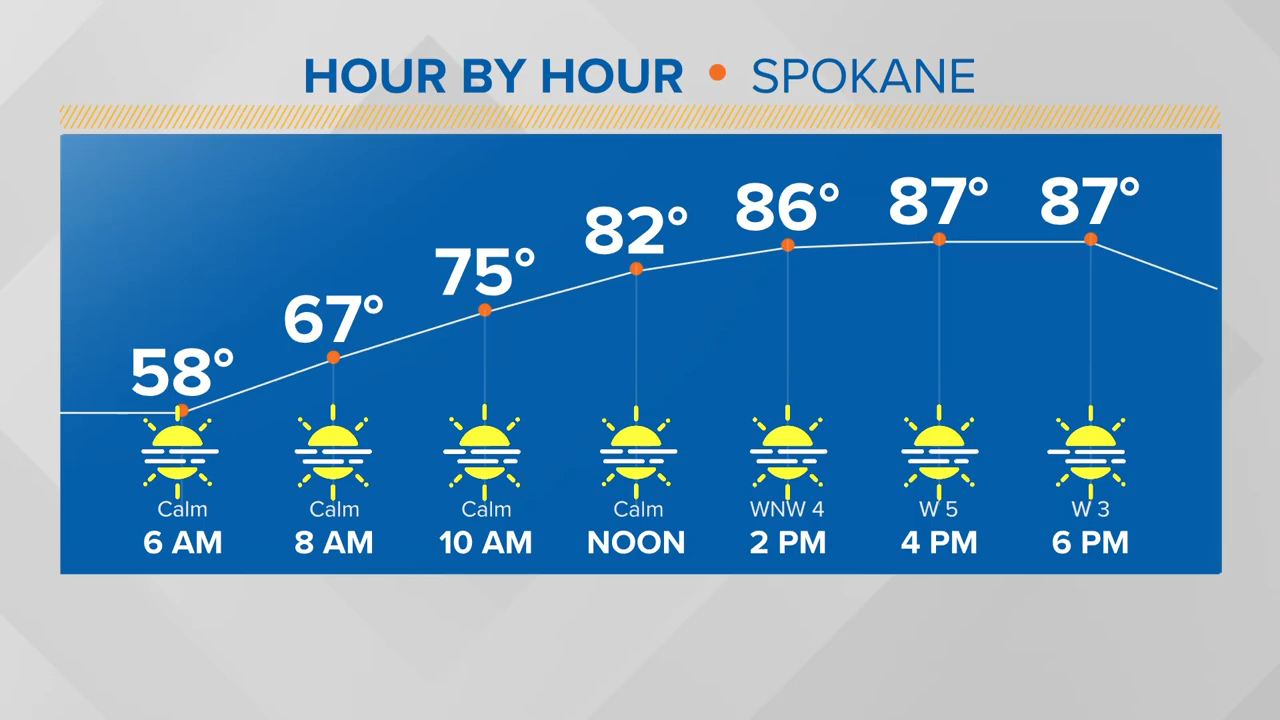 HOUR BY HOUR • SPOKANE
58° 67° 75° 82° 86° 87° 87°
Calm Calm Calm Calm WNW 4 W 5 W 3
6 AM 8 AM 10 AM NOON 2 PM 4 PM 6 PM